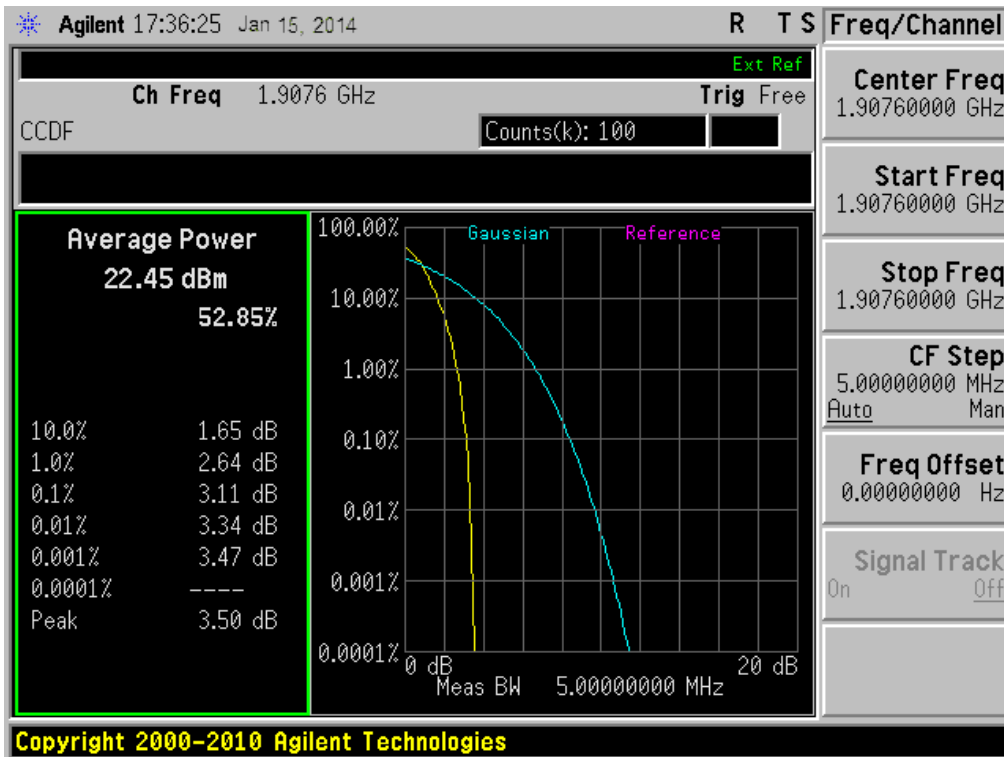 Agilent 17:36:25 Jan 15, 2014 R T S
Freq/Channel
Ext Ref
Ch Freq 1.9076 GHz Trig Free
CCDF Counts(k): 100
Average Power
22.45 dBm
52.85%
10.0% 1.65 dB
1.0% 2.64 dB
0.1% 3.11 dB
0.01% 3.34 dB
0.001% 3.47 dB
0.0001% ----
Peak 3.50 dB
Gaussian Reference
100.00%
10.00%
1.00%
0.10%
0.01%
0.001%
0.0001%
0 dB 20 dB
Meas BW 5.00000000 MHz
Center Freq
1.90760000 GHz
Start Freq
1.90760000 GHz
Stop Freq
1.90760000 GHz
CF Step
5.00000000 MHz
Auto Man
Freq Offset
0.00000000 Hz
Signal Track
On Off
Copyright 2000-2010 Agilent Technologies